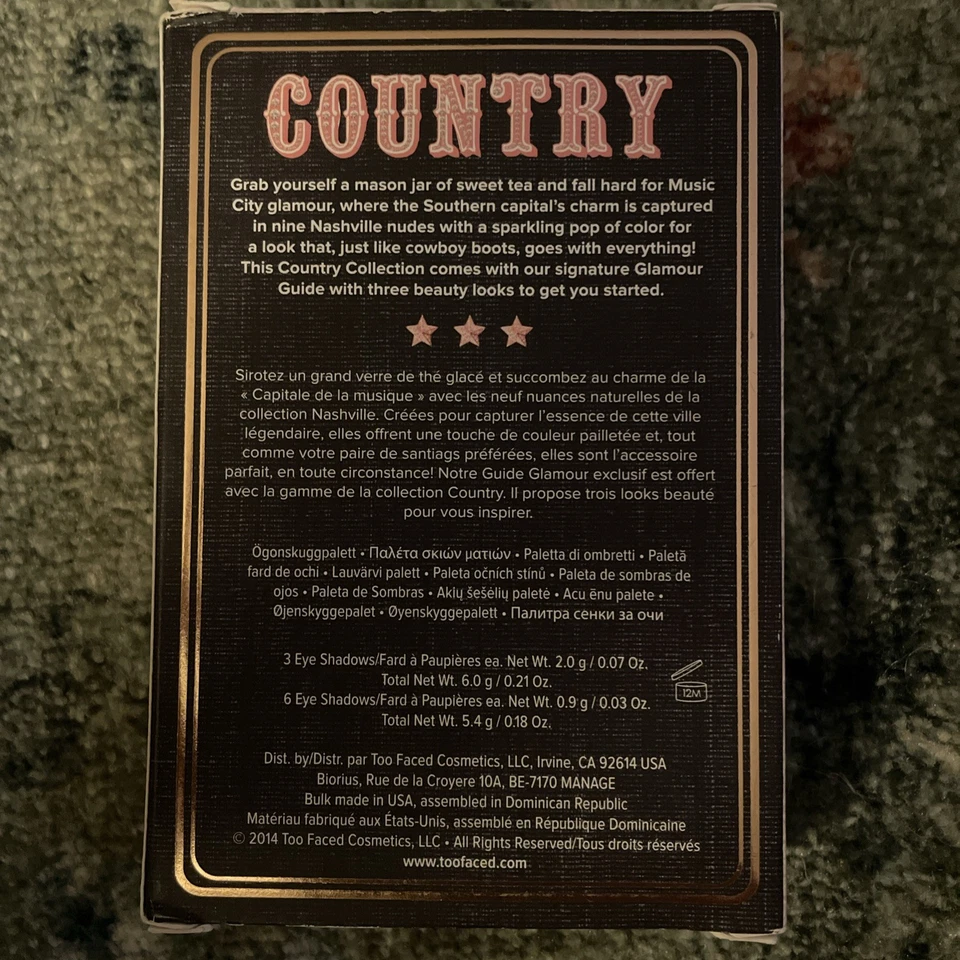 COUNTRY
Grab yourself a mason jar of sweet tea and fall hard for Music
City glamour, where the Southern capital's charm is captured
in nine Nashville nudes with a sparkling pop of color for
a look that, just like cowboy boots, goes with everything!
This Country Collection comes with our signature Glamour
Guide with three beauty looks to get you started.
Sirotez un grand verre de thé glacé et succombez au charme de la
« Capitale de la musique » avec les neuf nuances naturelles de la
collection Nashville. Créées pour capturer l'essence de cette ville
légendaire, elles offrent une touche de couleur pailletée et, tout
comme votre paire de santiags préférées, elles sont l'accessoire
parfait, en toute circonstance! Notre Guide Glamour exclusif est offert
avec la gamme de la collection Country. Il propose trois looks beauté
pour vous inspirer.
Ögonskuggpalett • Παλέτα σκιών ματιών • Paletta di ombretti • Paletă
fard de ochi • Lauvärvi palett • Paleta očních stínů • Paleta de sombras de
ojos • Paleta de Sombras • Akių šešėlių paletė • Acu ēnu palete •
Øjenskyggepalet • Øyenskyggepalett • Палитра сенки за очи
3 Eye Shadows/Fard à Paupières ea. Net Wt. 2.0 g / 0.07 Oz.
Total Net Wt. 6.0 g / 0.21 Oz.
6 Eye Shadows/Fard à Paupières ea. Net Wt. 0.9 g / 0.03 Oz.
Total Net Wt. 5.4 g / 0.18 Oz.
12M
Dist. by/Distr. par Too Faced Cosmetics, LLC, Irvine, CA 92614 USA
Biorius, Rue de la Croyere 10A, BE-7170 MANAGE
Bulk made in USA, assembled in Dominican Republic
Matériau fabriqué aux États-Unis, assemblé en République Dominicaine
© 2014 Too Faced Cosmetics, LLC • All Rights Reserved/Tous droits réservés
www.toofaced.com